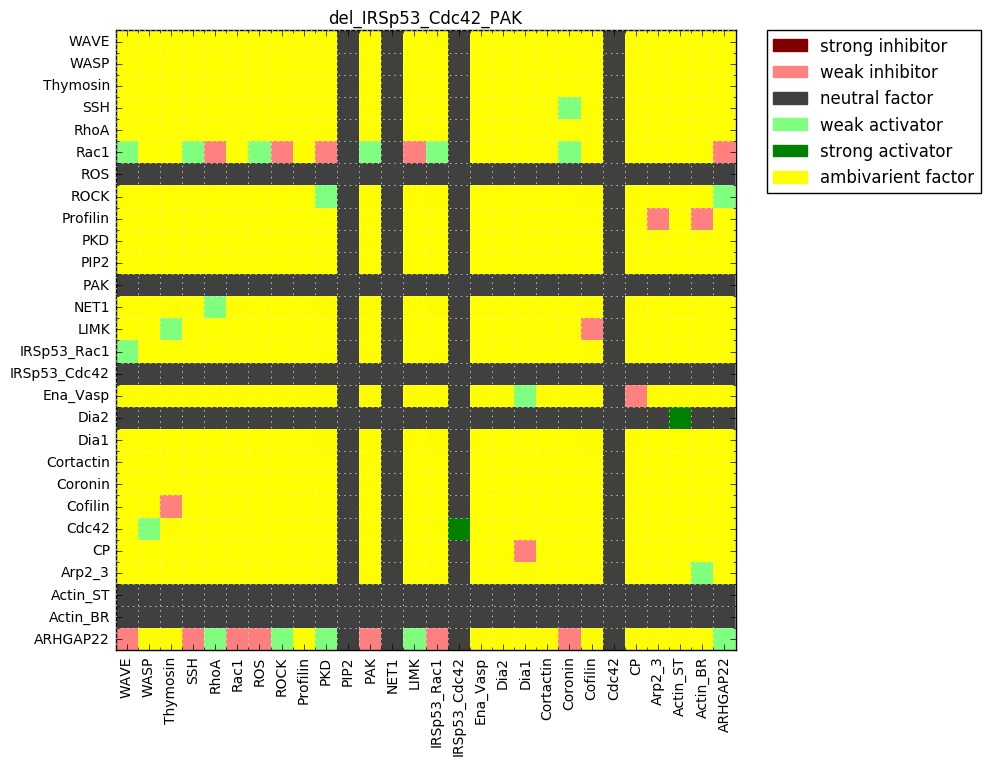 del_IRSp53_Cdc42_PAK
WAVE
WASP
Thymosin
SSH
RhoA
Rac1
ROS
ROCK
Profilin
PKD
PIP2
PAK
NET1
LIMK
IRSp53_Rac1
IRSp53_Cdc42
Ena_Vasp
Dia2
Dia1
Cortactin
Coronin
Cofilin
Cdc42
CP
Arp2_3
Actin_ST
Actin_BR
ARHGAP22
WAVE
WASP
Thymosin
SSH
RhoA
Rac1
ROS
ROCK
Profilin
PKD
PIP2
PAK
NET1
LIMK
IRSp53_Rac1
IRSp53_Cdc42
Ena_Vasp
Dia2
Dia1
Cortactin
Coronin
Cofilin
Cdc42
CP
Arp2_3
Actin_ST
Actin_BR
ARHGAP22
strong inhibitor
weak inhibitor
neutral factor
weak activator
strong activator
ambivarient factor